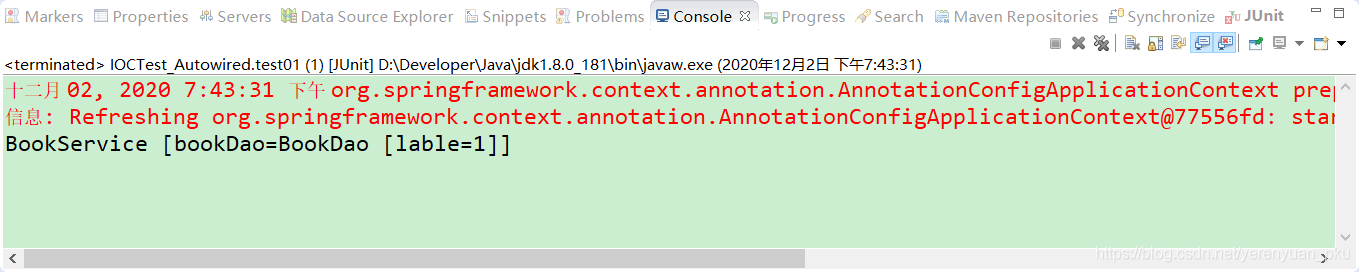 Markers Properties Servers Data Source Explorer Snippets Problems Console Progress Search Maven Repositories Synchronize JUnit
<terminated> IOCTest_Autowired.test01 (1) [JUnit] D:\Developer\Java\jdk1.8.0_181\bin\javaw.exe (2020年12月2日 下午7:43:31)
十二月 02, 2020 7:43:31 下午 org.springframework.context.annotation.AnnotationConfigApplicationContext prep
信息: Refreshing org.springframework.context.annotation.AnnotationConfigApplicationContext@77556fd: star
BookService [bookDao=BookDao [lable=1]]
https://blog.csdn.net/yerenyuan_pku